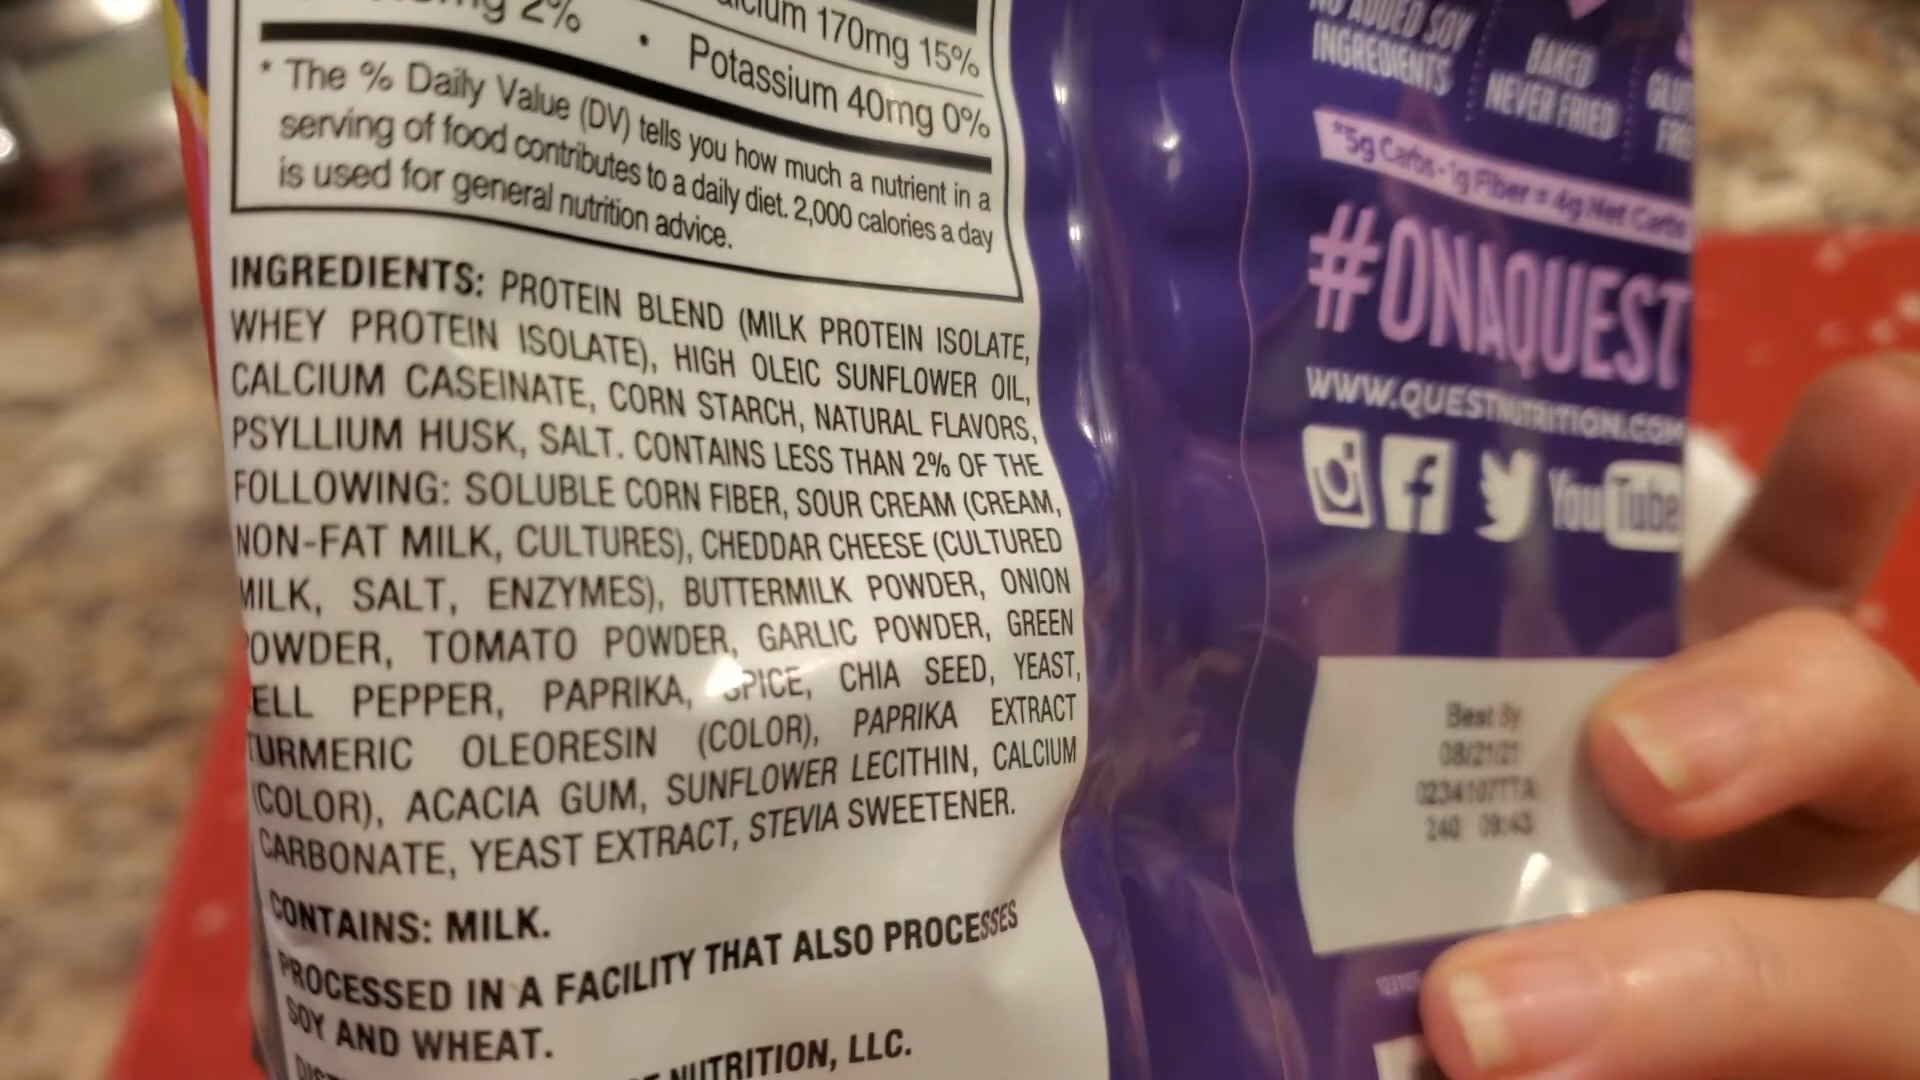 2%
170mg 15%
• Potassium 40mg 0%
* The % Daily Value (DV) tells you how much a nutrient in a
serving of food contributes to a daily diet. 2,000 calories a day
is used for general nutrition advice.
INGREDIENTS: PROTEIN BLEND (MILK PROTEIN ISOLATE,
WHEY PROTEIN ISOLATE), HIGH OLEIC SUNFLOWER OIL,
CALCIUM CASEINATE, CORN STARCH, NATURAL FLAVORS,
PSYLLIUM HUSK, SALT. CONTAINS LESS THAN 2% OF THE
FOLLOWING: SOLUBLE CORN FIBER, SOUR CREAM (CREAM,
NON-FAT MILK, CULTURES), CHEDDAR CHEESE (CULTURED
MILK, SALT, ENZYMES), BUTTERMILK POWDER, ONION
POWDER, TOMATO POWDER, GARLIC POWDER, GREEN
ELL PEPPER, PAPRIKA, SPICE, CHIA SEED, YEAST,
TURMERIC OLEORESIN (COLOR), PAPRIKA EXTRACT
(COLOR), ACACIA GUM, SUNFLOWER LECITHIN, CALCIUM
CARBONATE, YEAST EXTRACT, STEVIA SWEETENER.
CONTAINS: MILK.
PROCESSED IN A FACILITY THAT ALSO PROCESSES
SOY AND WHEAT.
NUTRITION, LLC.
NO ADDED SOY
INGREDIENTS
BAKED
NEVER FRIED
*5g Carbs - 1g Fiber = 4g Net Carbs
#ONAQUEST
WWW.QUESTNUTRITION.COM
YouTube
Best By
08/21/21
240 09:43